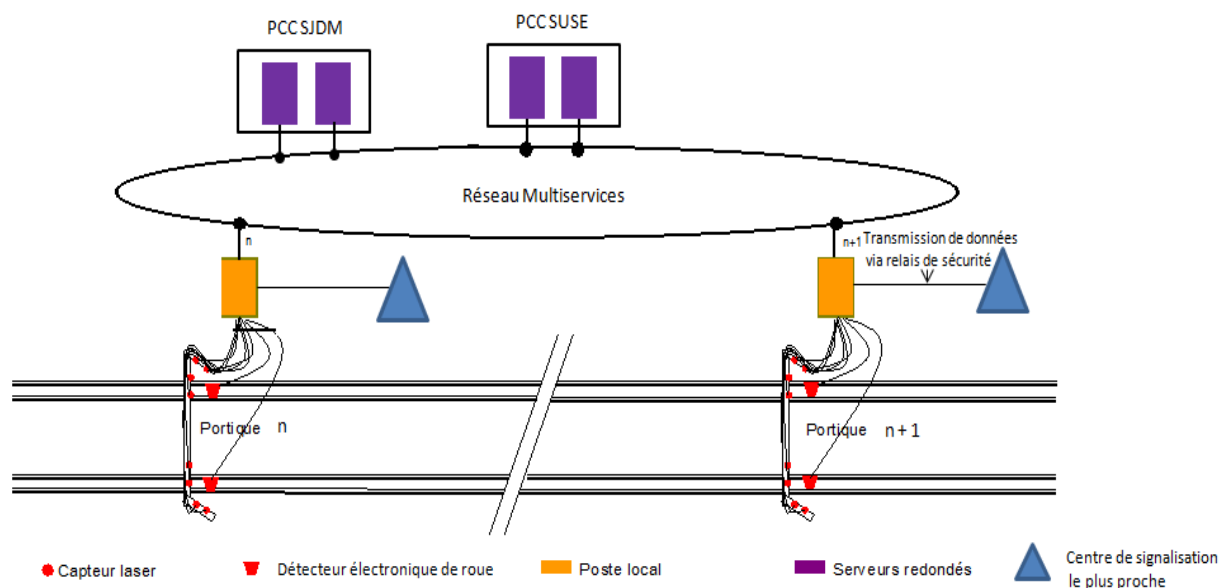 PCC SJDM
PCC SUSE
Réseau Multiservices
n
n+1
Transmission de données
via relais de sécurité
Portique n
Portique n + 1
Capteur laser
Détecteur électronique de roue
Poste local
Serveurs redondés
Centre de signalisation
le plus proche